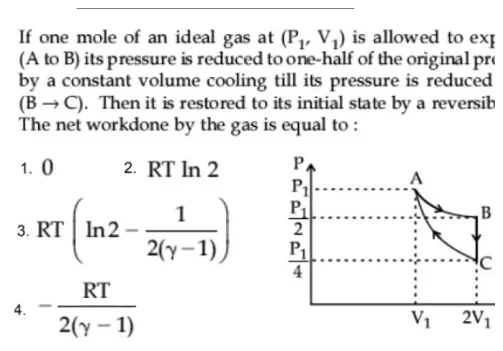 If one mole of an ideal gas at (P₁, V₁) is allowed to
(A to B) its pressure is reduced to one-half of the original
by a constant volume cooling till its pressure is reduced
(B → C). Then it is restored to its initial state by a
The net workdone by the gas is equal to :
1. 0 2. RT ln 2
3. RT ( ln2 − 1/(2(γ−1)) )
4. − RT/(2(γ − 1))
P
P₁
P₁/2
P₁/4
A
B
C
V₁ 2V₁